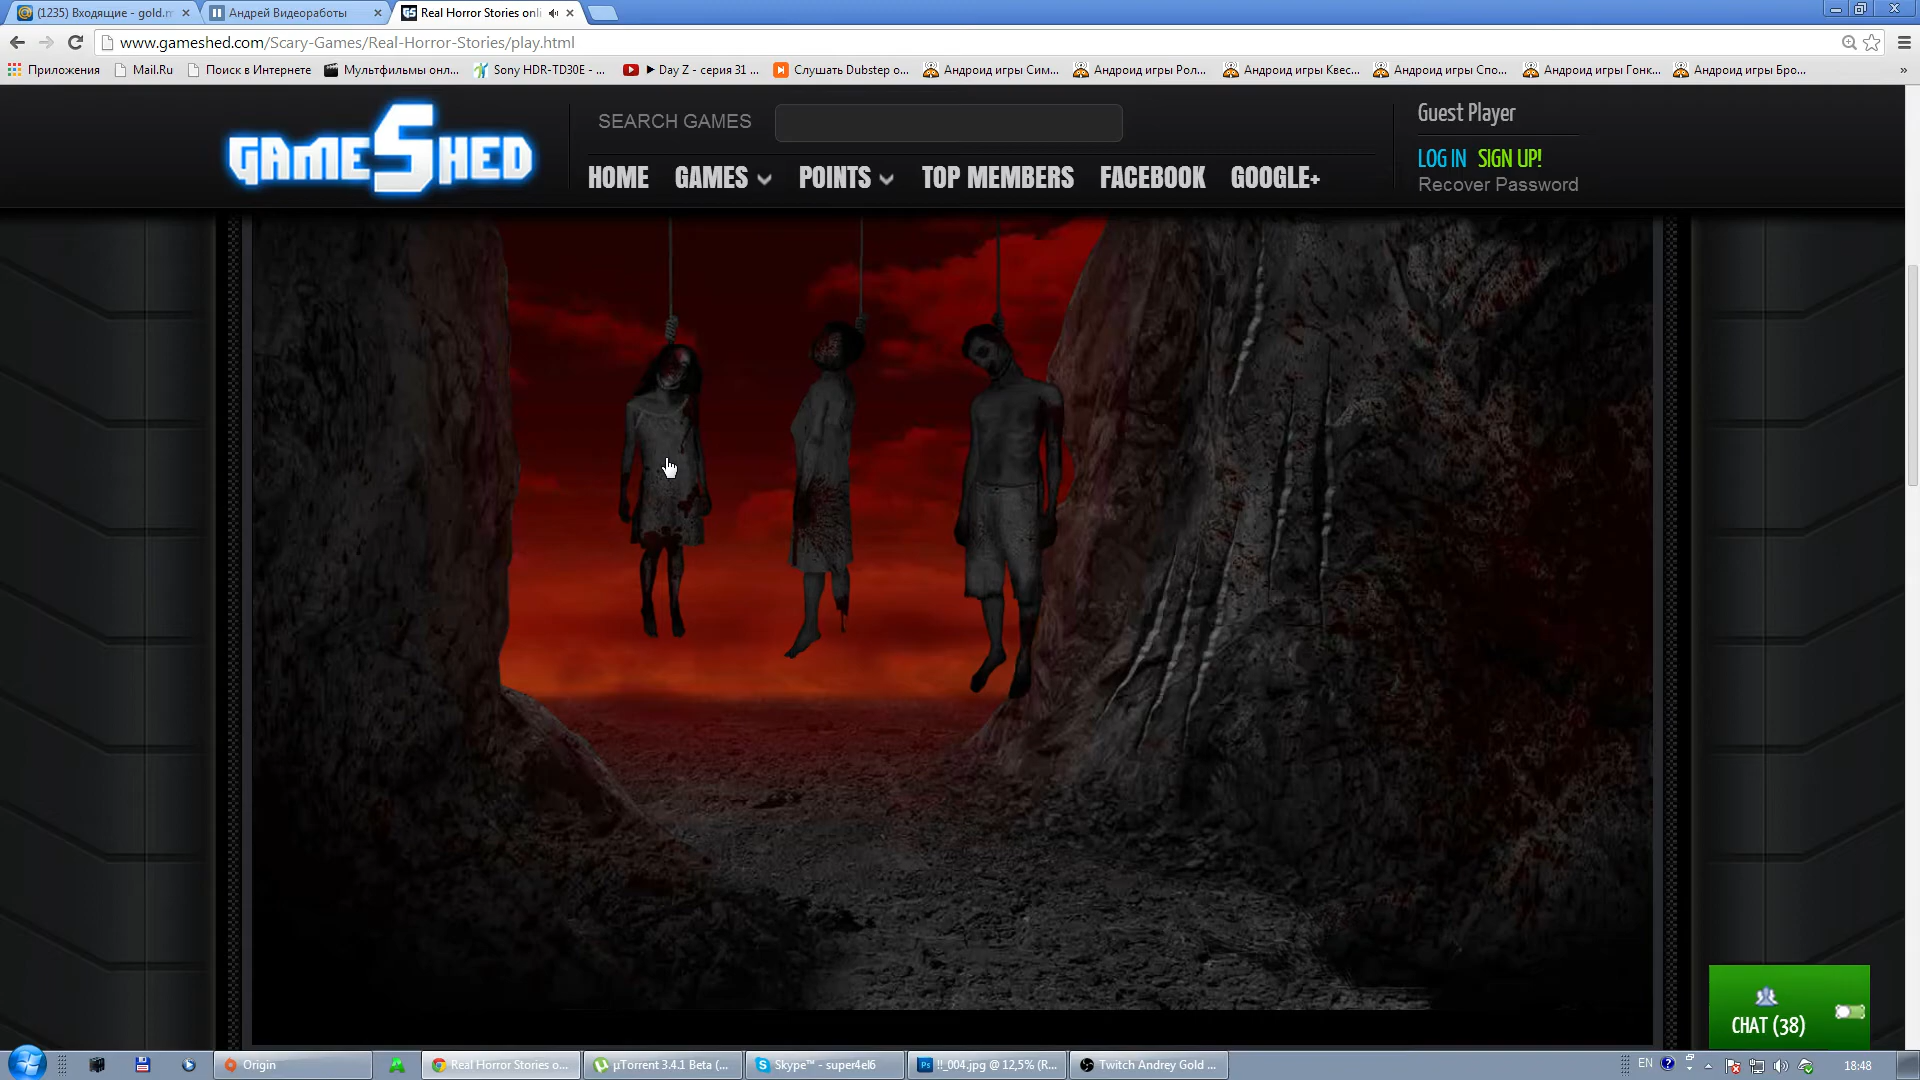 (1235) Входящие - gold.m
Андрей Видеоработы
Real Horror Stories onli
www.gameshed.com/Scary-Games/Real-Horror-Stories/play.html
Приложения
Mail.Ru
Поиск в Интернете
Мультфильмы онл...
Sony HDR-TD30E - ...
► Day Z - серия 31 ...
Слушать Dubstep о...
Андроид игры Сим...
Андроид игры Рол...
Андроид игры Квес...
Андроид игры Спо...
Андроид игры Гонк...
Андроид игры Бро...
»
GAMESHED
SEARCH GAMES
Guest Player
LOG IN SIGN UP!
Recover Password
HOME GAMES POINTS TOP MEMBERS FACEBOOK GOOGLE+
CHAT (38)
Origin
Real Horror Stories o...
µTorrent 3.4.1 Beta (...
Skype™ - super4el6
!!_004.jpg @ 12,5% (R...
Twitch Andrey Gold ...
EN
18:48